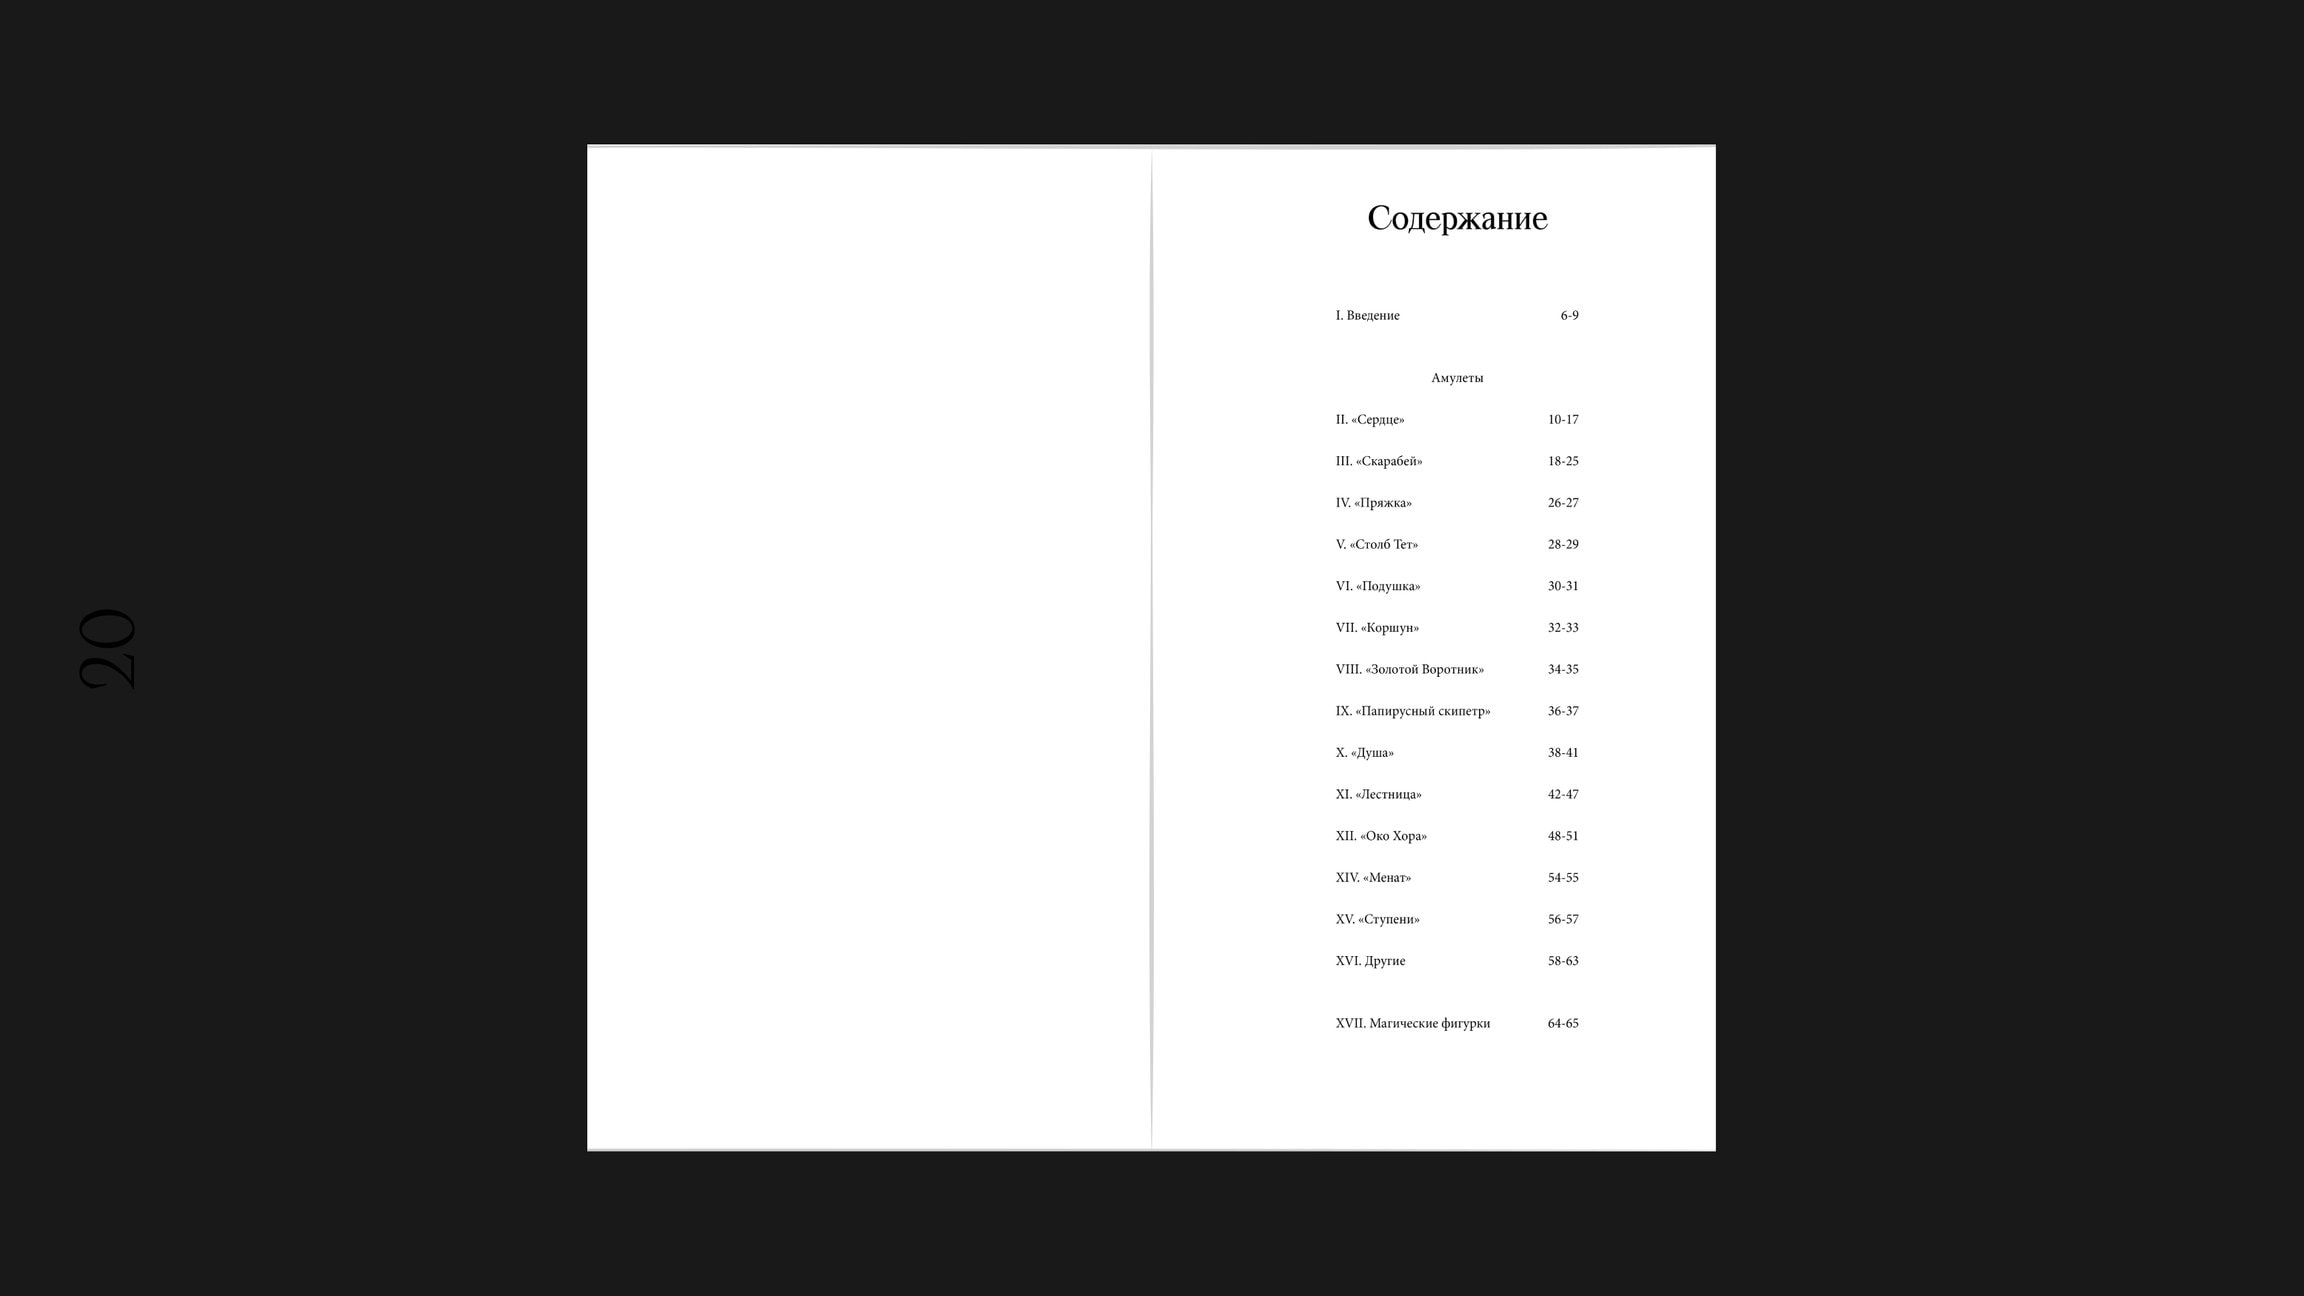 20
Содержание
I. Введение 6-9
Амулеты
II. «Сердце» 10-17
III. «Скарабей» 18-25
IV. «Пряжка» 26-27
V. «Столб Тет» 28-29
VI. «Подушка» 30-31
VII. «Коршун» 32-33
VIII. «Золотой Воротник» 34-35
IX. «Папирусный скипетр» 36-37
X. «Душа» 38-41
XI. «Лестница» 42-47
XII. «Око Хора» 48-51
XIV. «Менат» 54-55
XV. «Ступени» 56-57
XVI. Другие 58-63
XVII. Магические фигурки 64-65